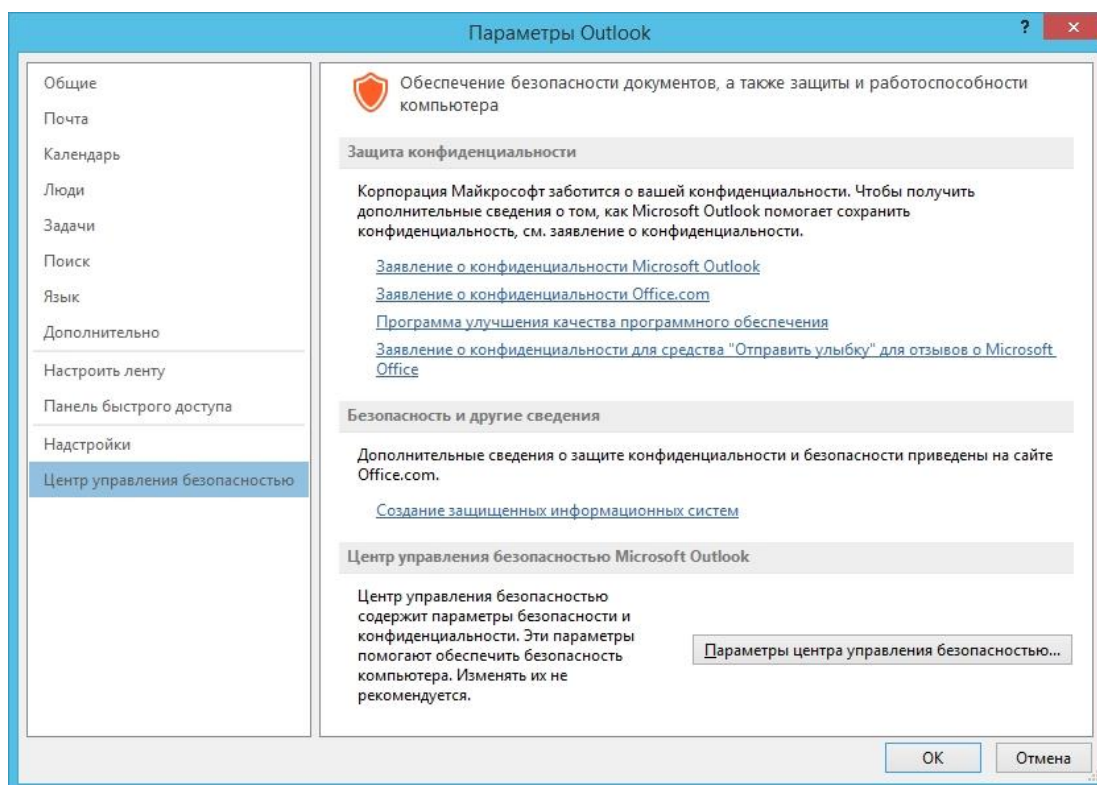 Параметры Outlook
?
×
Общие
Почта
Календарь
Люди
Задачи
Поиск
Язык
Дополнительно
Настроить ленту
Панель быстрого доступа
Надстройки
Центр управления безопасностью
Обеспечение безопасности документов, а также защиты и работоспособности
компьютера
Защита конфиденциальности
Корпорация Майкрософт заботится о вашей конфиденциальности. Чтобы получить
дополнительные сведения о том, как Microsoft Outlook помогает сохранить
конфиденциальность, см. заявление о конфиденциальности.
Заявление о конфиденциальности Microsoft Outlook
Заявление о конфиденциальности Office.com
Программа улучшения качества программного обеспечения
Заявление о конфиденциальности для средства "Отправить улыбку" для отзывов о Microsoft
Office
Безопасность и другие сведения
Дополнительные сведения о защите конфиденциальности и безопасности приведены на сайте
Office.com.
Создание защищенных информационных систем
Центр управления безопасностью Microsoft Outlook
Центр управления безопасностью
содержит параметры безопасности и
конфиденциальности. Эти параметры
помогают обеспечить безопасность
компьютера. Изменять их не
рекомендуется.
Параметры центра управления безопасностью...
ОК
Отмена